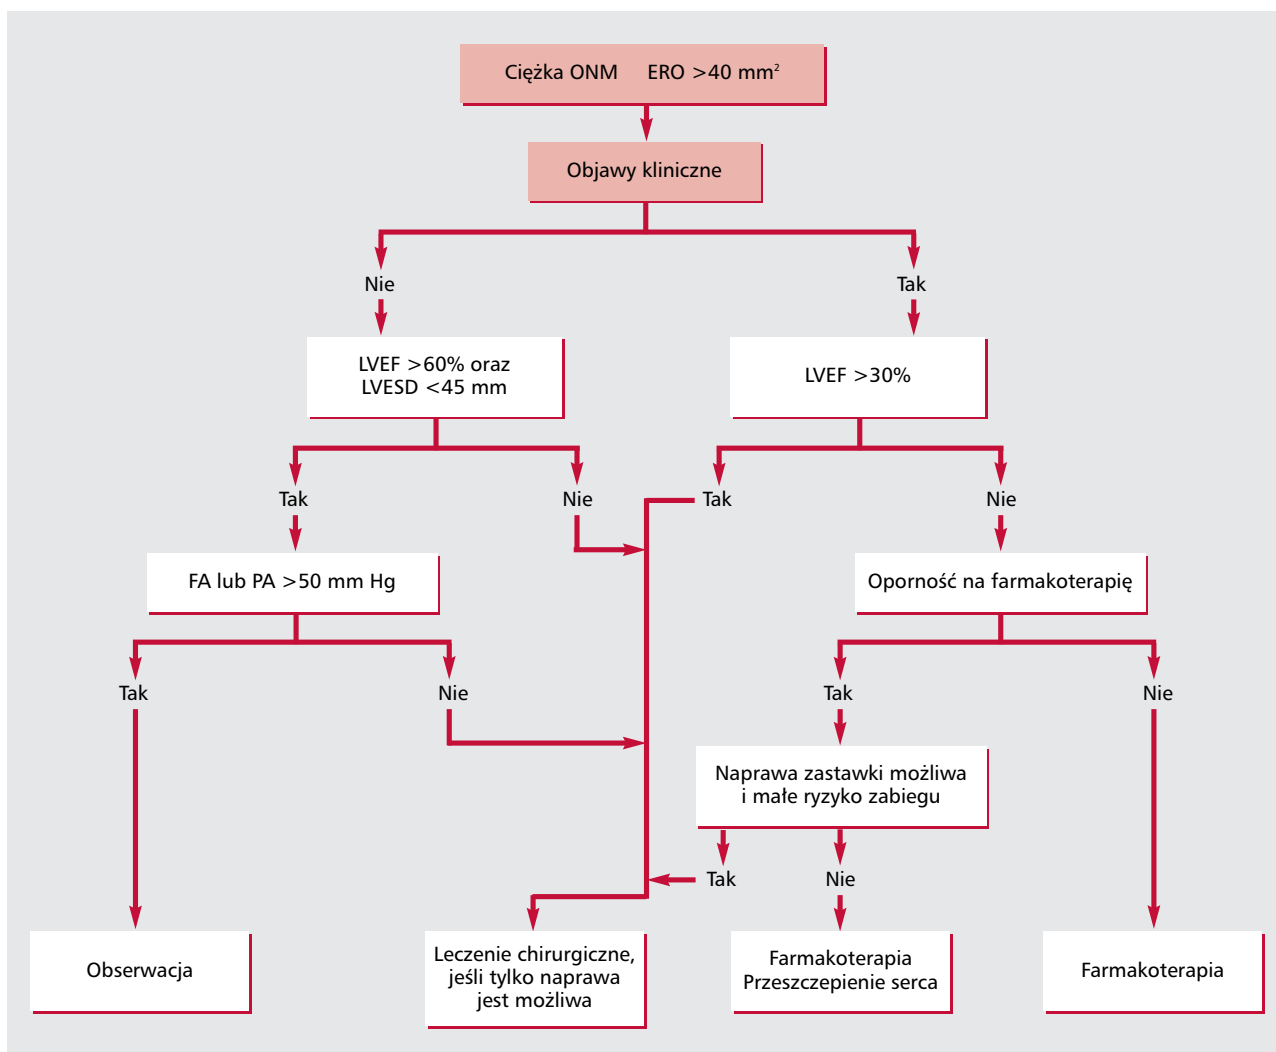 Ciężka ONM ERO >40 mm²
Objawy kliniczne
Nie
Tak
LVEF >60% oraz
LVESD <45 mm
LVEF >30%
Tak
Nie
Tak
Nie
FA lub PA >50 mm Hg
Oporność na farmakoterapię
Tak
Nie
Tak
Nie
Naprawa zastawki możliwa
i małe ryzyko zabiegu
Tak
Nie
Obserwacja
Leczenie chirurgiczne,
jeśli tylko naprawa
jest możliwa
Farmakoterapia
Przeszczepienie serca
Farmakoterapia